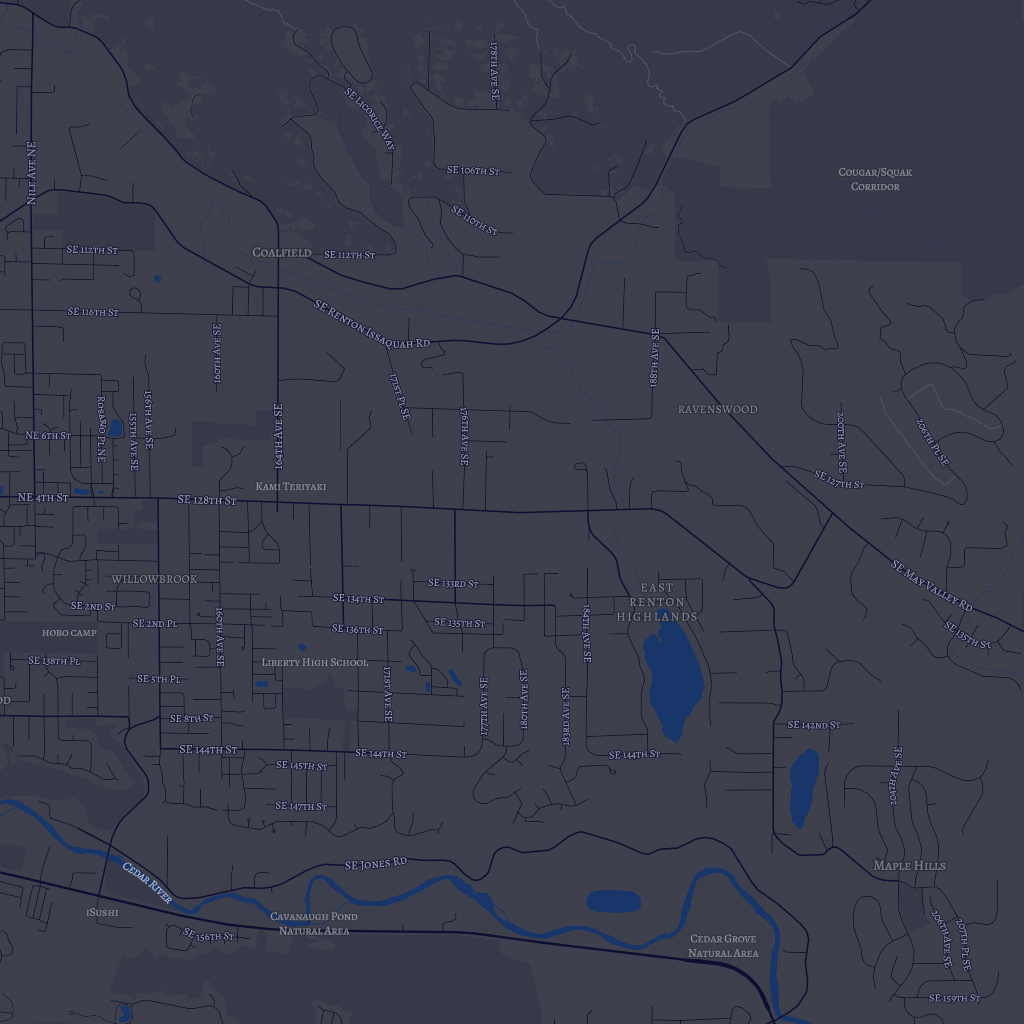 178th Ave SE
SE Licorice Way
Nile Ave NE
SE 106th St
Cougar/Squak
Corridor
SE 110th St
SE 112th St
Coalfield
SE 112th St
SE 116th St
SE Renton Issaquah Rd
160th Ave SE
188th Ave SE
171st Pl SE
Rosario Pl NE
156th Ave SE
155th Ave SE
164th Ave SE
176th Ave SE
RAVENSWOOD
200th Ave SE
206th Pl SE
NE 6th St
SE 127th St
Kami Teriyaki
NE 4th St
SE 128th St
WILLOWBROOK
SE 133rd St
EAST
RENTON
HIGHLANDS
SE May Valley Rd
SE 134th St
SE 2nd St
SE 2nd Pl
160th Ave SE
SE 136th St
SE 135th St
184th Ave SE
SE 135th St
HOBO CAMP
SE 138th Pl
Liberty High School
SE 5th Pl
171st Ave SE
177th Ave SE
180th Ave SE
183rd Ave SE
OD
SE 8th St
SE 142nd St
SE 144th St
SE 144th St
SE 144th St
SE 145th St
204th Ave SE
SE 147th St
SE Jones Rd
Maple Hills
Cedar River
iSushi
Cavanaugh Pond
Natural Area
SE 156th St
Cedar Grove
Natural Area
206th Ave SE
207th Pl SE
SE 159th St